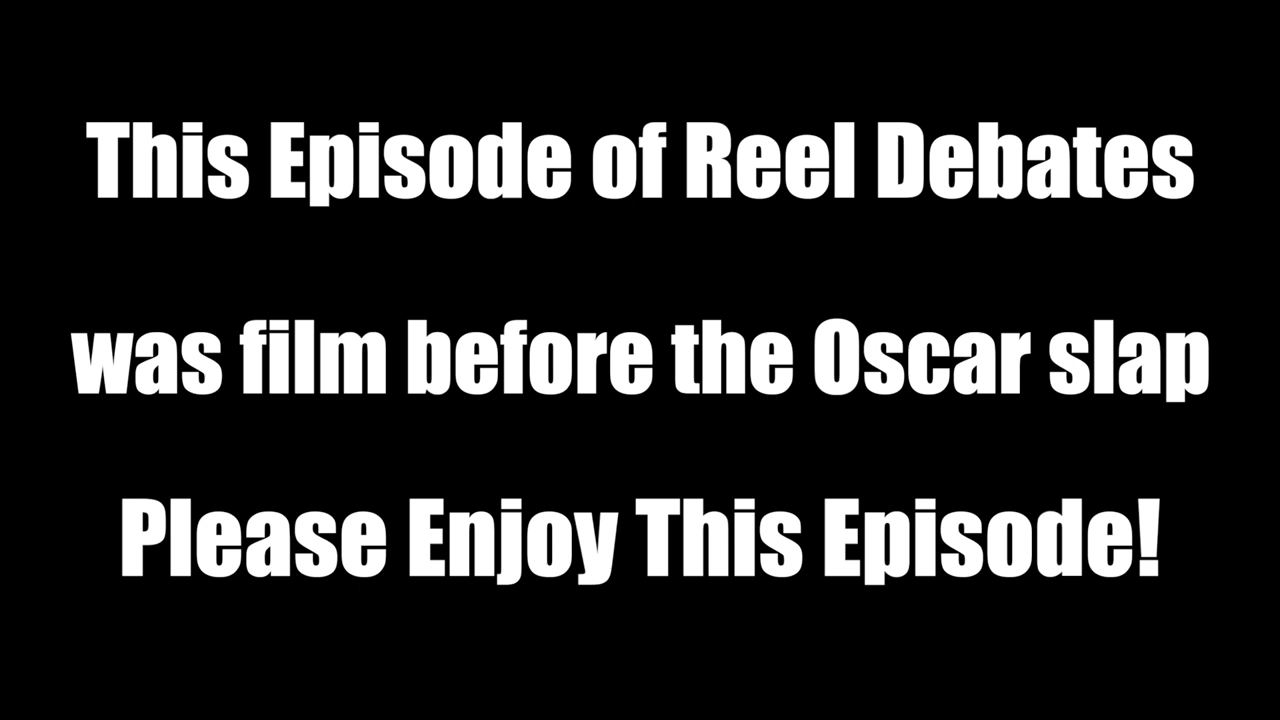 This Episode of Reel Debates
was film before the Oscar slap
Please Enjoy This Episode!